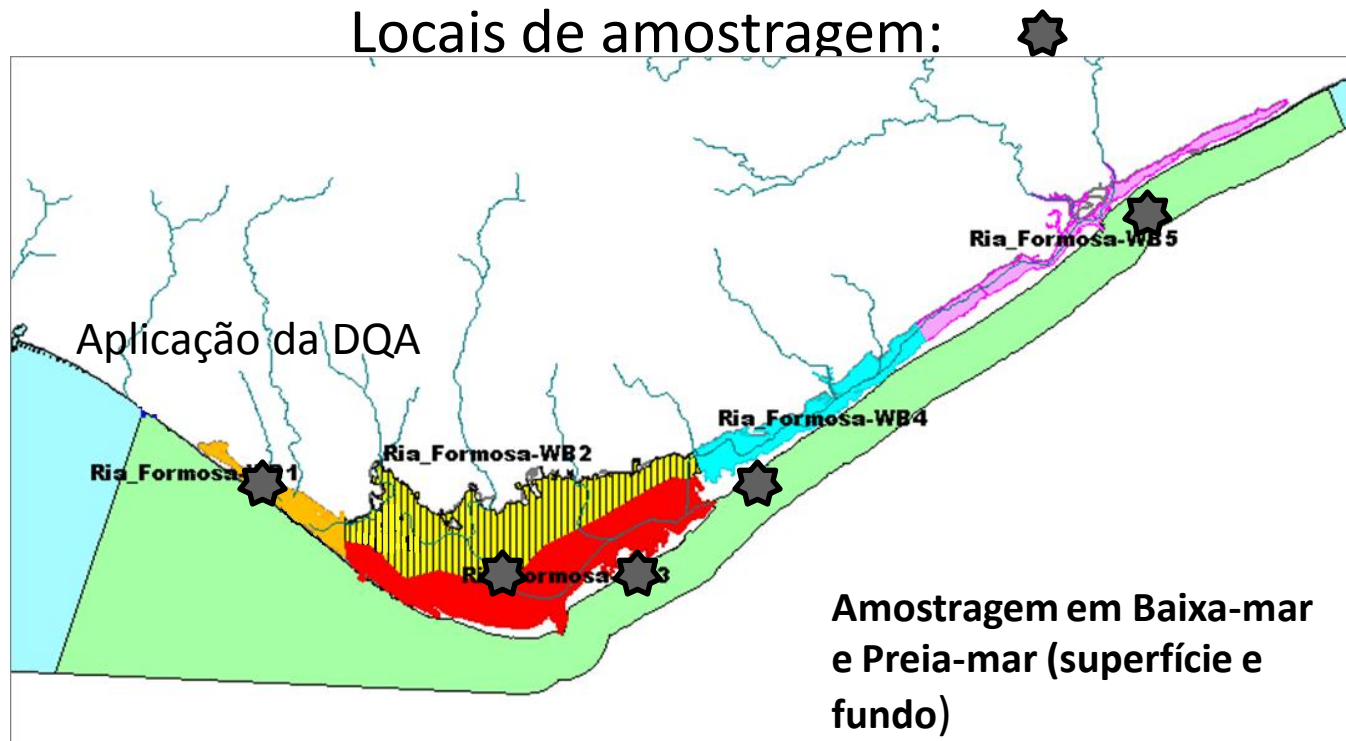 Locais de amostragem:
Ria_Formosa-WB5
Aplicação da DQA
Ria_Formosa-WB4
Ria_Formosa-WB2
Ria_Formosa-
Amostragem em Baixa-mar
e Preia-mar (superfície e
fundo)